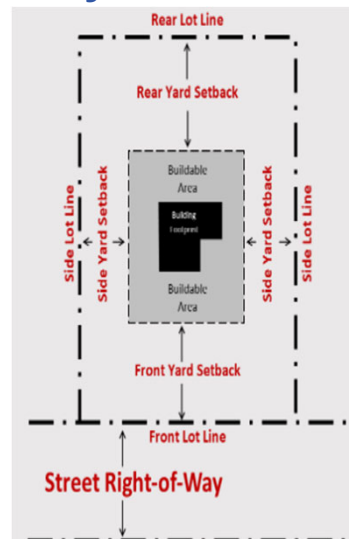 Rear Lot Line
Rear Yard Setback
Buildable
Area
Building
Footprint
Side Lot Line
Side Yard Setback
Side Yard Setback
Side Lot Line
Buildable
Area
Front Yard Setback
Front Lot Line
Street Right-of-Way